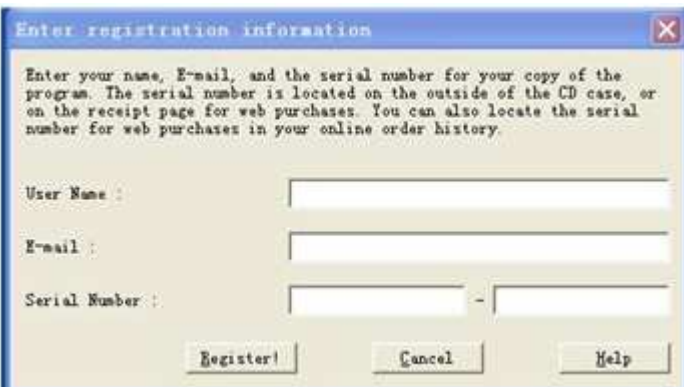 Enter registration information
Enter your name, E-mail, and the serial number for your copy of the
program. The serial number is located on the outside of the CD case, or
on the receipt page for web purchases. You can also locate the serial
number for web purchases in your online order history.
User Name :
E-mail :
Serial Number :
-
Register! Cancel Help